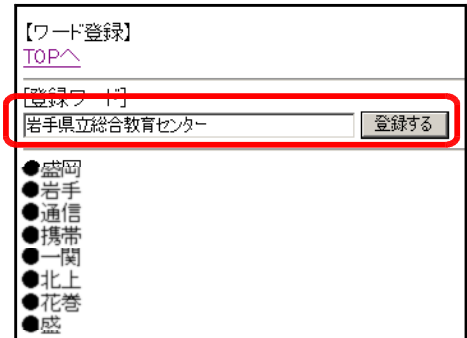 【ワード登録】
TOPへ
[登録ワード]
岩手県立総合教育センター 登録する
●盛岡
●岩手
●通信
●携帯
●一関
●北上
●花巻
●盛